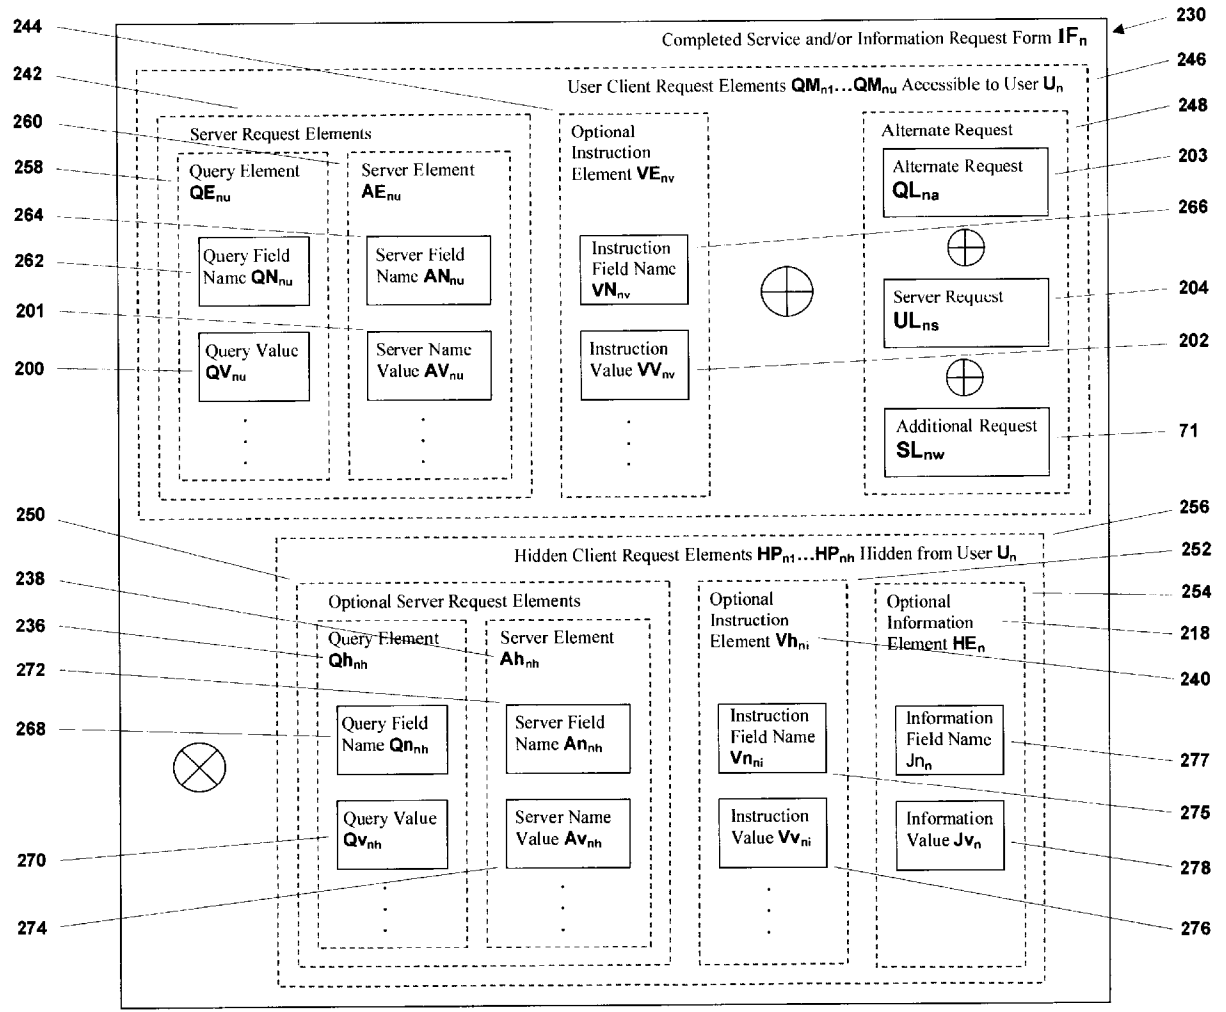 244
242
260
258
264
262
201
200
250
238
236
272
268
270
274
230
246
248
203
266
204
202
71
256
252
254
218
240
277
275
278
276
Completed Service and/or Information Request Form IFn
User Client Request Elements QMn1...QMnu Accessible to User Un
Server Request Elements
Query Element
QEnu
Query Field
Name QNnu
Query Value
QVnu
Server Element
AEnu
Server Field
Name ANnu
Server Name
Value AVnu
Optional
Instruction
Element VEnv
Instruction
Field Name
VNnv
Instruction
Value VVnv
Alternate Request
Alternate Request
QLna
Server Request
ULns
Additional Request
SLnw
Hidden Client Request Elements HPn1...HPnh Hidden from User Un
Optional Server Request Elements
Query Element
Qhnh
Query Field
Name Qnnh
Query Value
Qvnh
Server Element
Ahnh
Server Field
Name Annh
Server Name
Value Avnh
Optional
Instruction
Element Vhni
Instruction
Field Name
Vnni
Instruction
Value Vvni
Optional
Information
Element HEn
Information
Field Name
Jnn
Information
Value Jvn